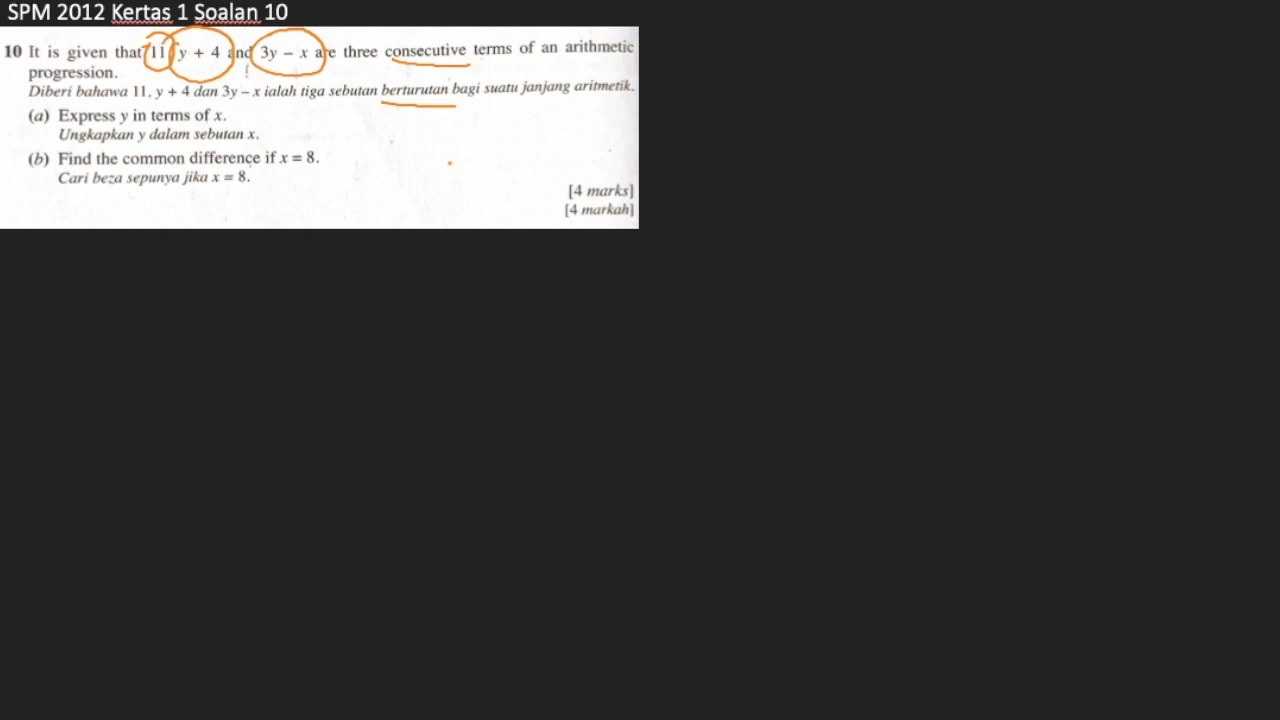 SPM 2012 Kertas 1 Soalan 10
10 It is given that 11, y + 4 and 3y – x are three consecutive terms of an arithmetic
progression.
Diberi bahawa 11, y + 4 dan 3y – x ialah tiga sebutan berturutan bagi suatu janjang aritmetik.
(a) Express y in terms of x.
Ungkapkan y dalam sebutan x.
(b) Find the common difference if x = 8.
Cari beza sepunya jika x = 8.
[4 marks]
[4 markah]